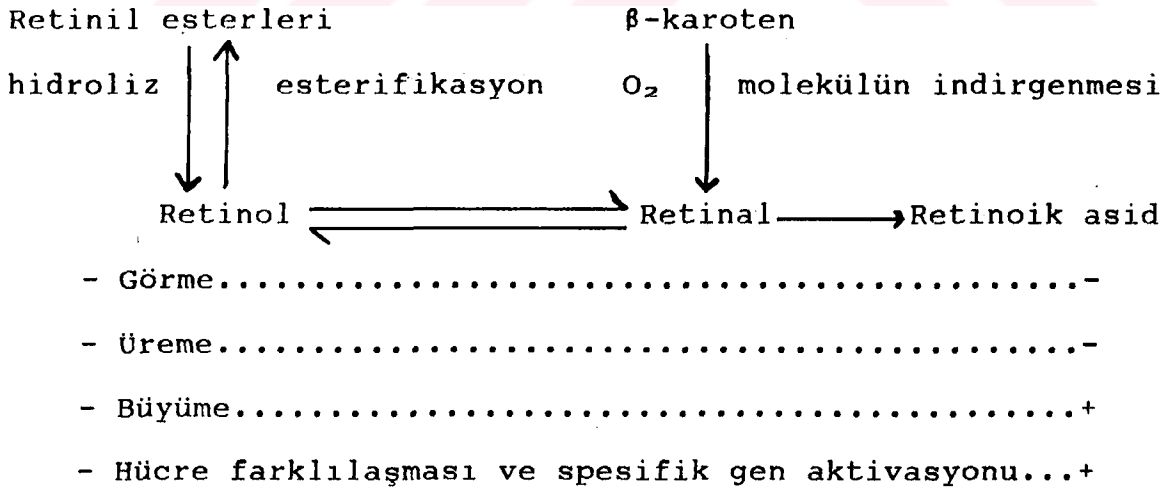 Retinil esterleri β-karoten
hidroliz esterifikasyon O₂ molekülün indirgenmesi
Retinol Retinal Retinoik asid
- Görme.............................................-
- Üreme.............................................-
- Büyüme............................................+
- Hücre farklılaşması ve spesifik gen aktivasyonu...+